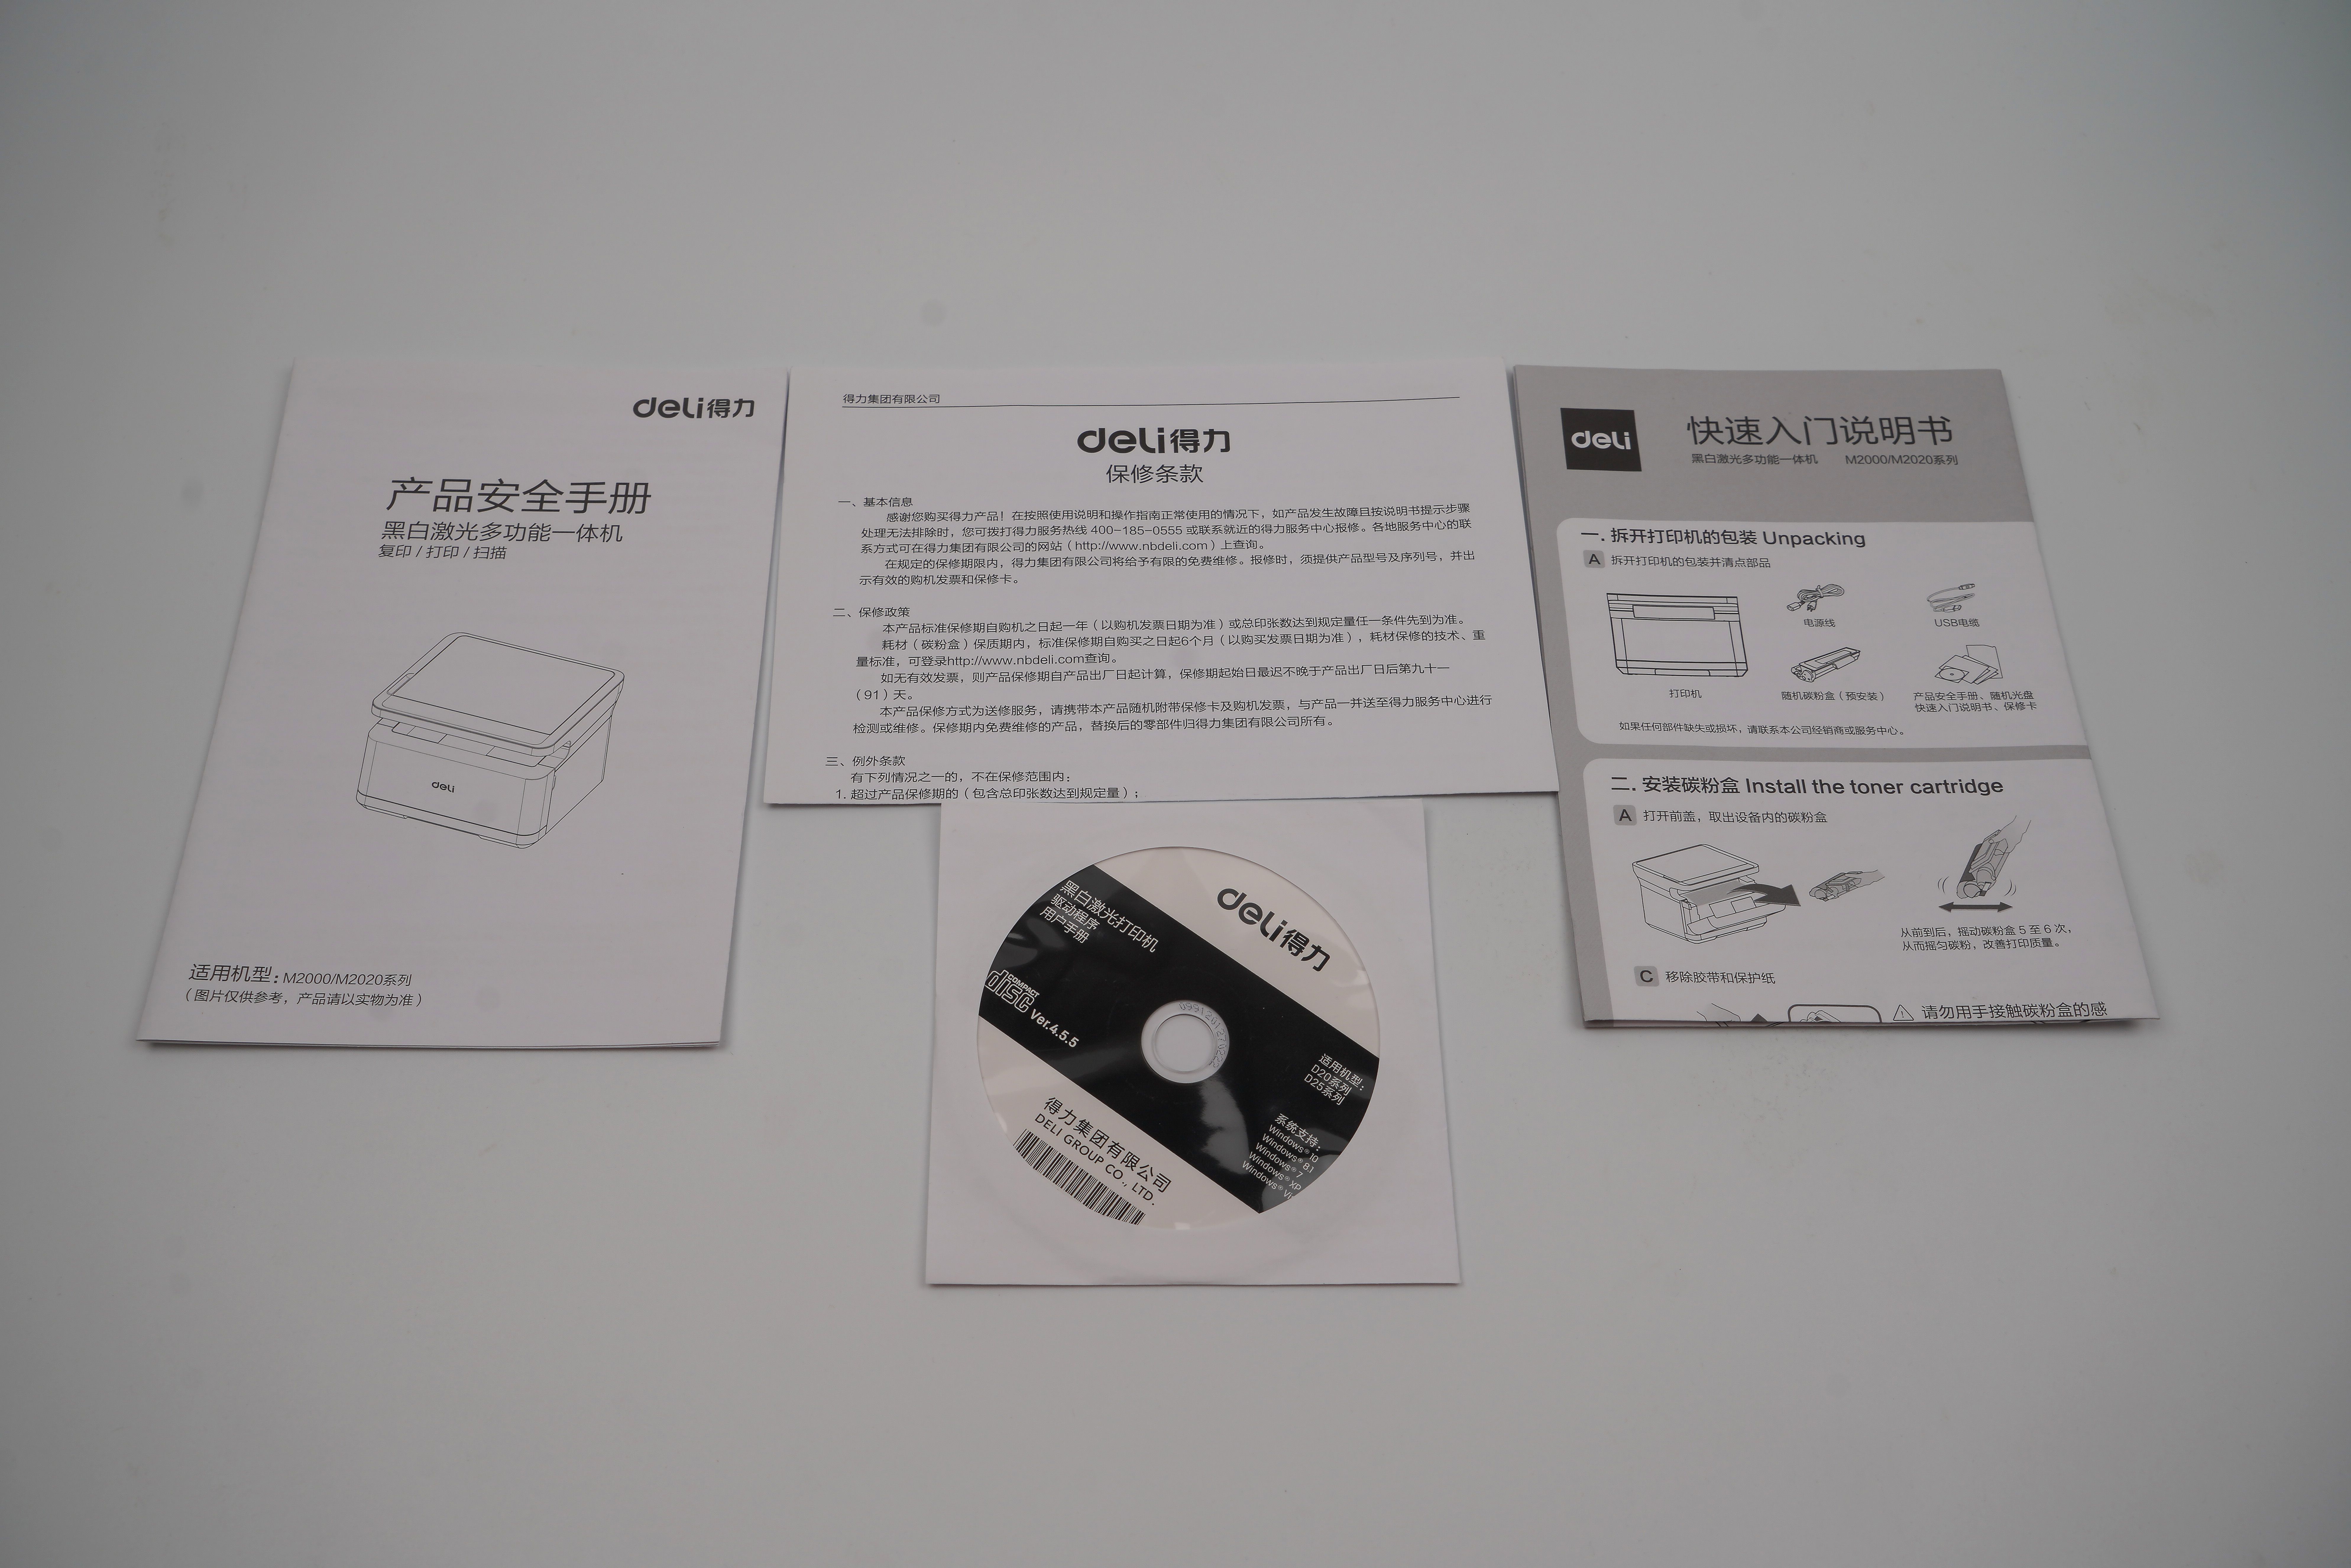 deli得力
产品安全手册
黑白激光多功能一体机
复印 / 打印 / 扫描
deli
适用机型：M2000/M2020系列
（图片仅供参考，产品请以实物为准）
得力集团有限公司
deli得力
保修条款
一、基本信息
感谢您购买得力产品！在按照使用说明和操作指南正常使用的情况下，如产品发生故障且按说明书提示步骤
处理无法排除时，您可拨打得力服务热线 400-185-0555 或联系就近的得力服务中心报修。各地服务中心的联
系方式可在得力集团有限公司的网站（http://www.nbdeli.com）上查询。
在规定的保修期限内，得力集团有限公司将给予有限的免费维修。报修时，须提供产品型号及序列号，并出
示有效的购机发票和保修卡。
二、保修政策
本产品标准保修期自购机之日起一年（以购机发票日期为准）或总印张数达到规定量任一条件先到为准。
耗材（碳粉盒）保质期内，标准保修期自购买之日起6个月（以购买发票日期为准），耗材保修的技术、重
量标准，可登录http://www.nbdeli.com查询。
如无有效发票，则产品保修期自产品出厂日起计算，保修期起始日最迟不晚于产品出厂日后第九十一
（91）天。
本产品保修方式为送修服务，请携带本产品随机附带保修卡及购机发票，与产品一并送至得力服务中心进行
检测或维修。保修期内免费维修的产品，替换后的零部件归得力集团有限公司所有。
三、例外条款
有下列情况之一的，不在保修范围内：
1. 超过产品保修期的（包含总印张数达到规定量）；
deli
快速入门说明书
黑白激光多功能一体机 M2000/M2020系列
一. 拆开打印机的包装 Unpacking
A 拆开打印机的包装并清点部品
电源线
USB电缆
打印机
随机碳粉盒（预安装）
产品安全手册、随机光盘
快速入门说明书、保修卡
如果任何部件缺失或损坏，请联系本公司经销商或服务中心。
二. 安装碳粉盒 Install the toner cartridge
A 打开前盖，取出设备内的碳粉盒
从前到后，摇动碳粉盒 5 至 6 次，
从而摇匀碳粉，改善打印质量。
C 移除胶带和保护纸
请勿用手接触碳粉盒的感
deli得力
黑白激光打印机
驱动程序
用户手册
COMPACT
disc
Ver.4.5.5
适用机型：
D20系列
D25系列
系统支持：
Windows® 10
Windows® 8.1
Windows® 7
Windows® XP
Windows®
得力集团有限公司
DELI GROUP CO., LTD.